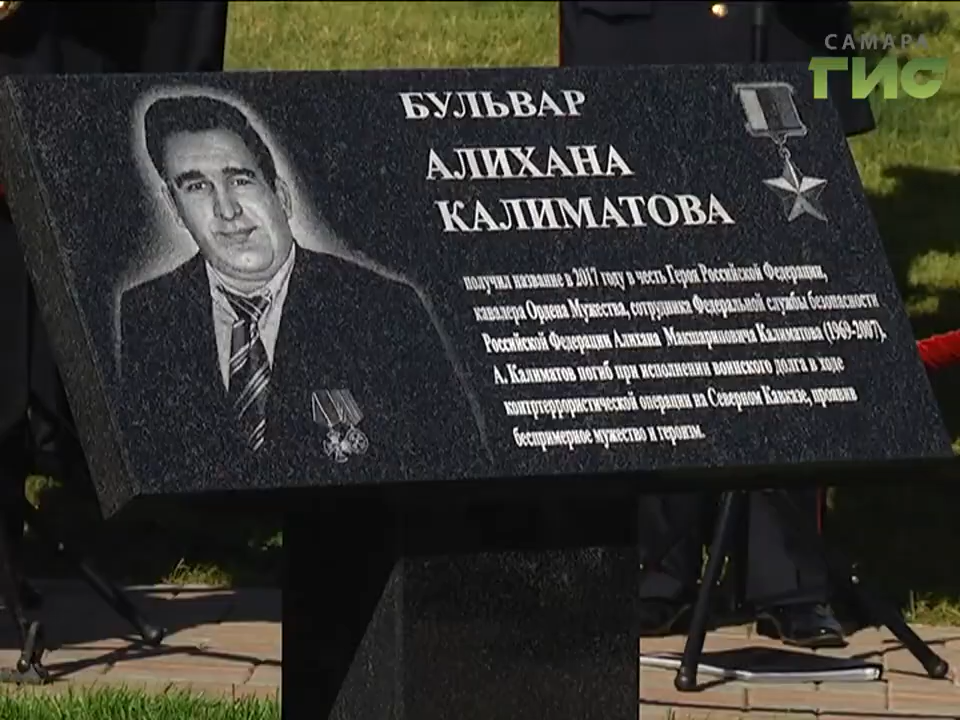 САМАРА
ГИС
БУЛЬВАР
АЛИХАНА
КАЛИМАТОВА
получил название в 2017 году в честь Героя Российской Федерации,
кавалера Ордена Мужества, сотрудника Федеральной службы безопасности
Российской Федерации Алихана Макшариповича Калиматова (1969-2007).
А. Калиматов погиб при исполнении воинского долга в ходе
контртеррористической операции на Северном Кавказе, проявив
беспримерное мужество и героизм.